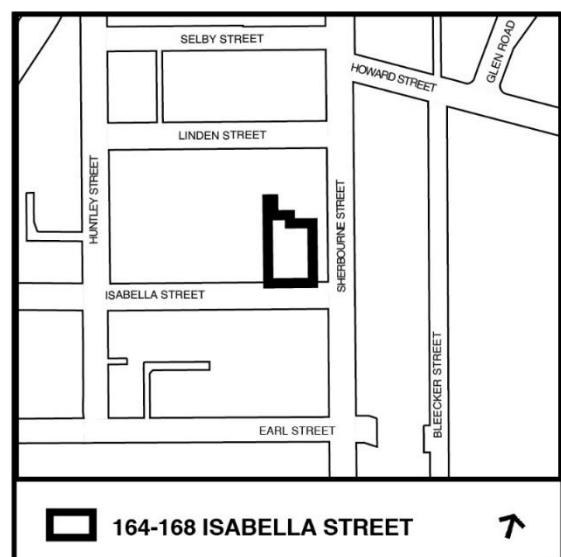 SELBY STREET
GLEN ROAD
HOWARD STREET
LINDEN STREET
HUNTLEY STREET
SHERBOURNE STREET
ISABELLA STREET
BLEECKER STREET
EARL STREET
164-168 ISABELLA STREET